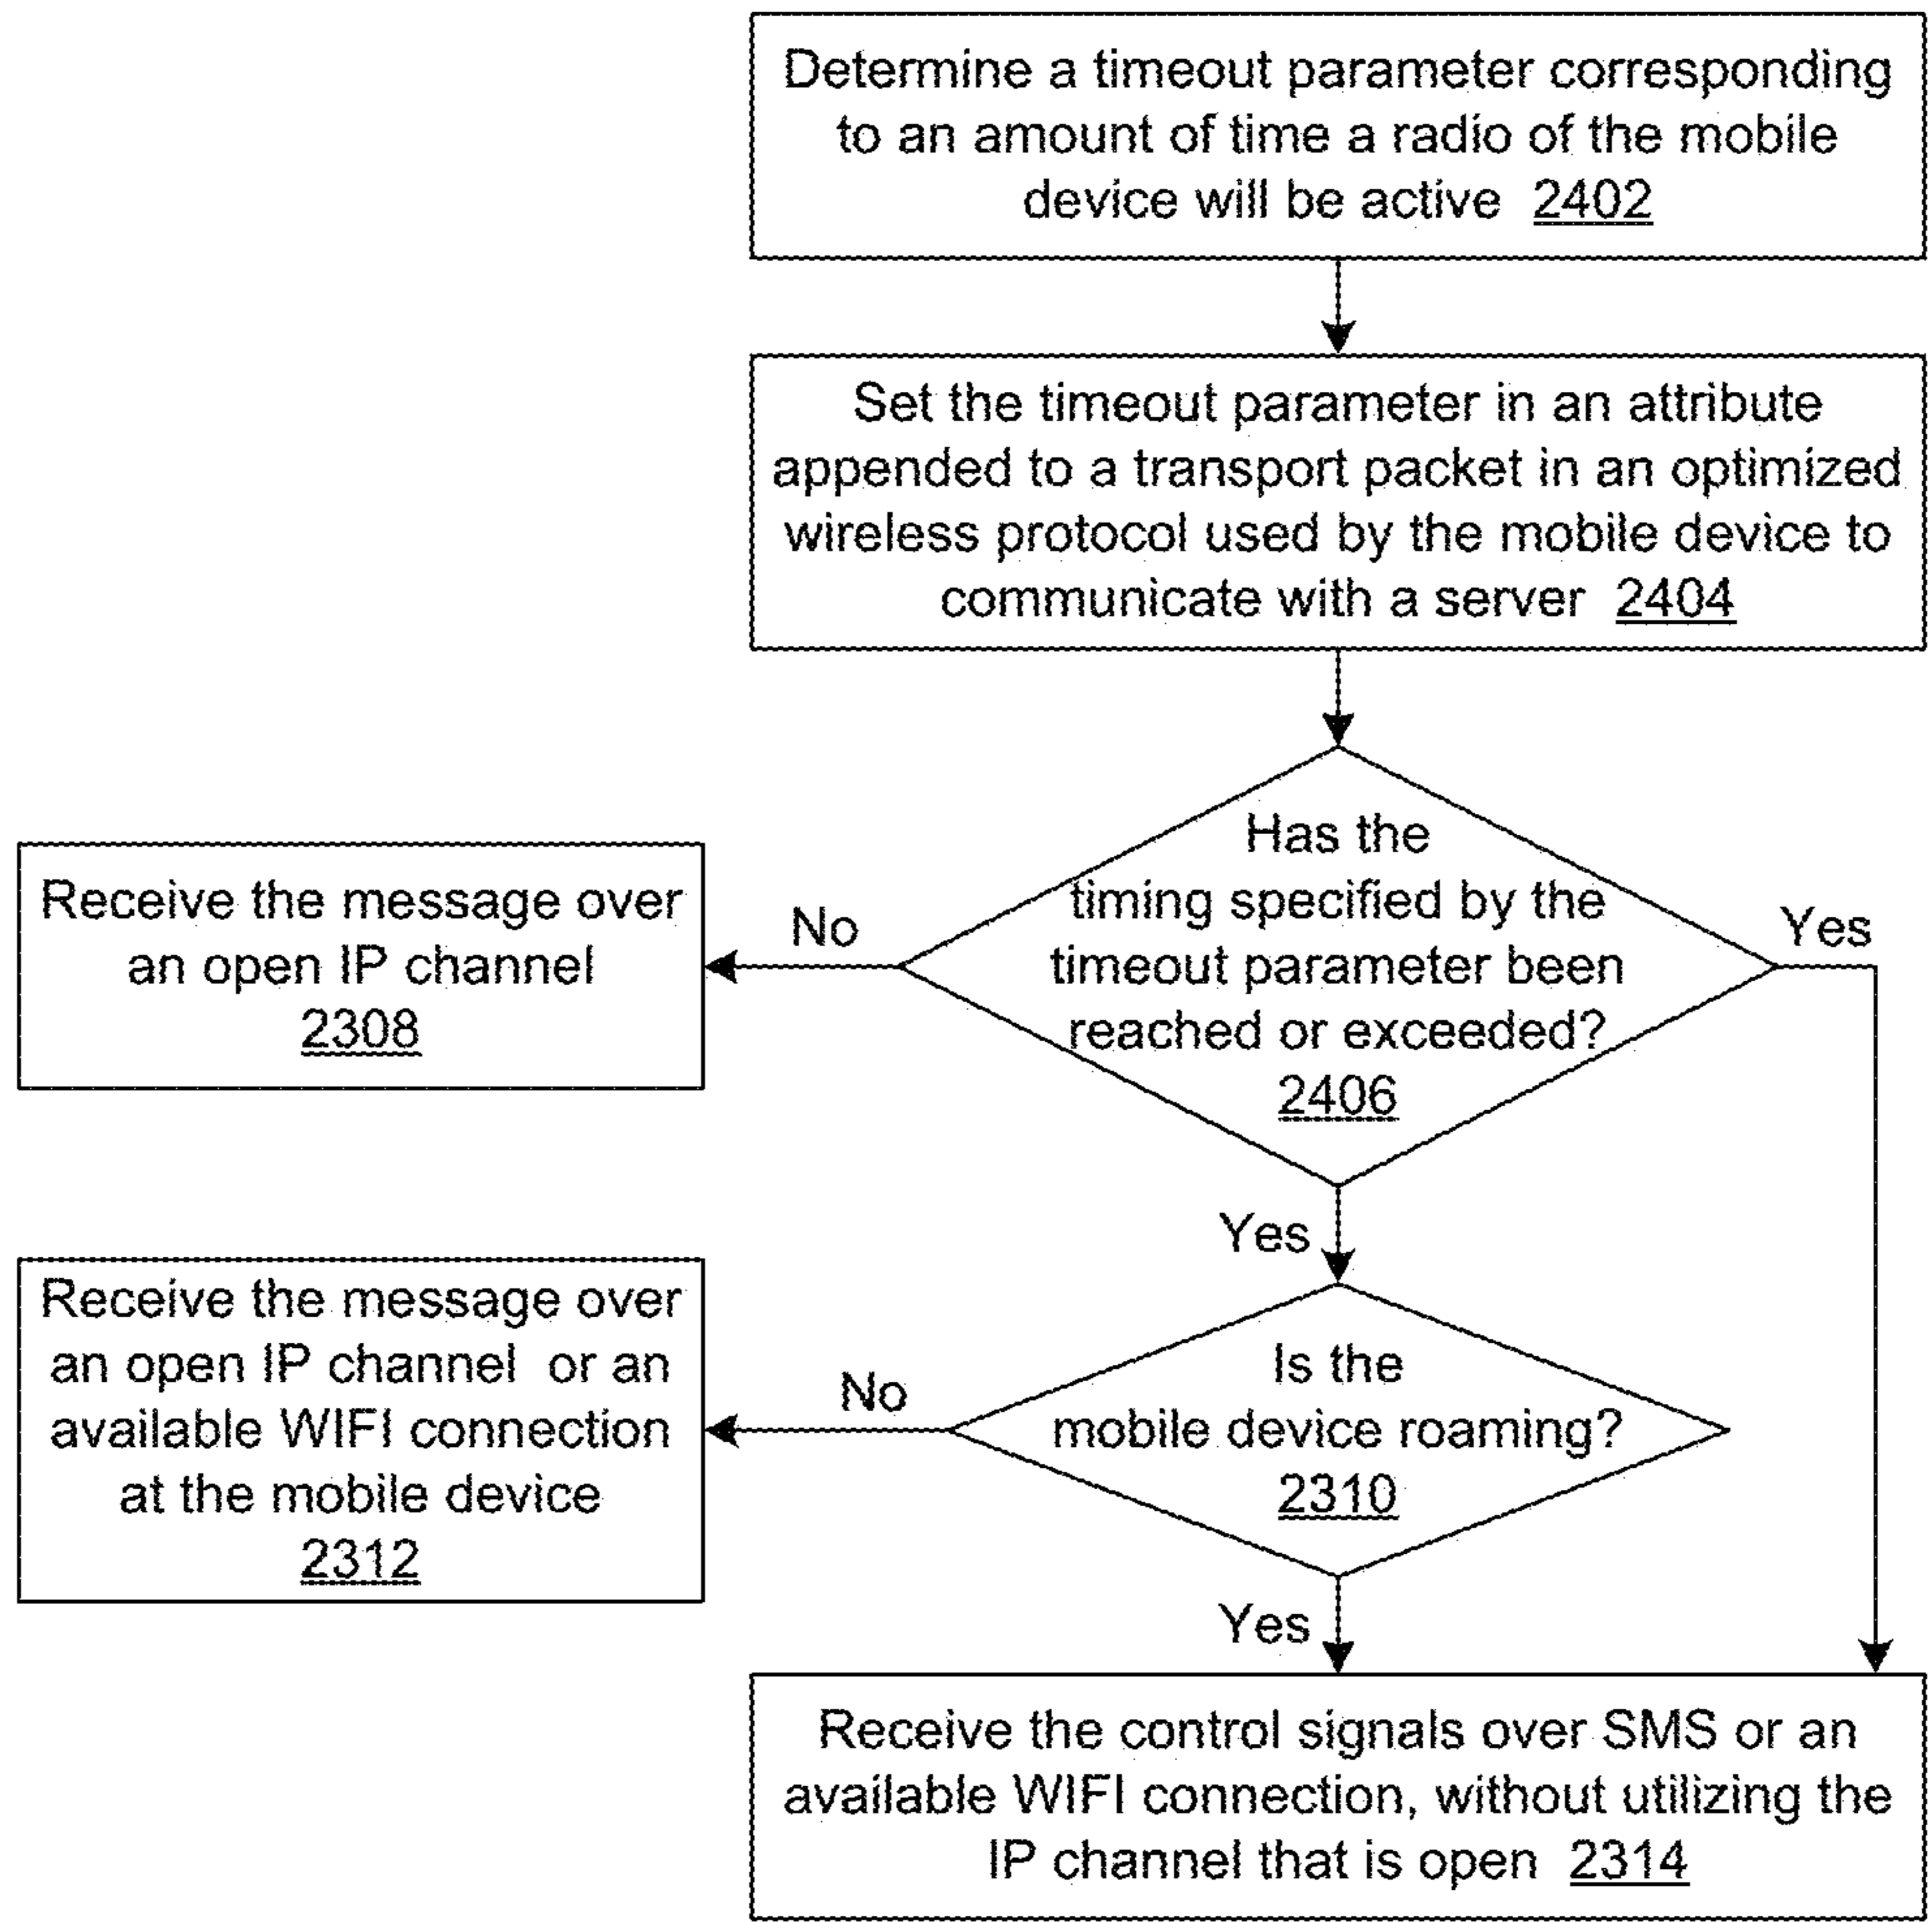 Determine a timeout parameter corresponding
to an amount of time a radio of the mobile
device will be active 2402
Set the timeout parameter in an attribute
appended to a transport packet in an optimized
wireless protocol used by the mobile device to
communicate with a server 2404
Has the
timing specified by the
timeout parameter been
reached or exceeded?
2406
No
Yes
Receive the message over
an open IP channel
2308
Yes
Is the
mobile device roaming?
2310
No
Receive the message over
an open IP channel or an
available WIFI connection
at the mobile device
2312
Yes
Receive the control signals over SMS or an
available WIFI connection, without utilizing the
IP channel that is open 2314